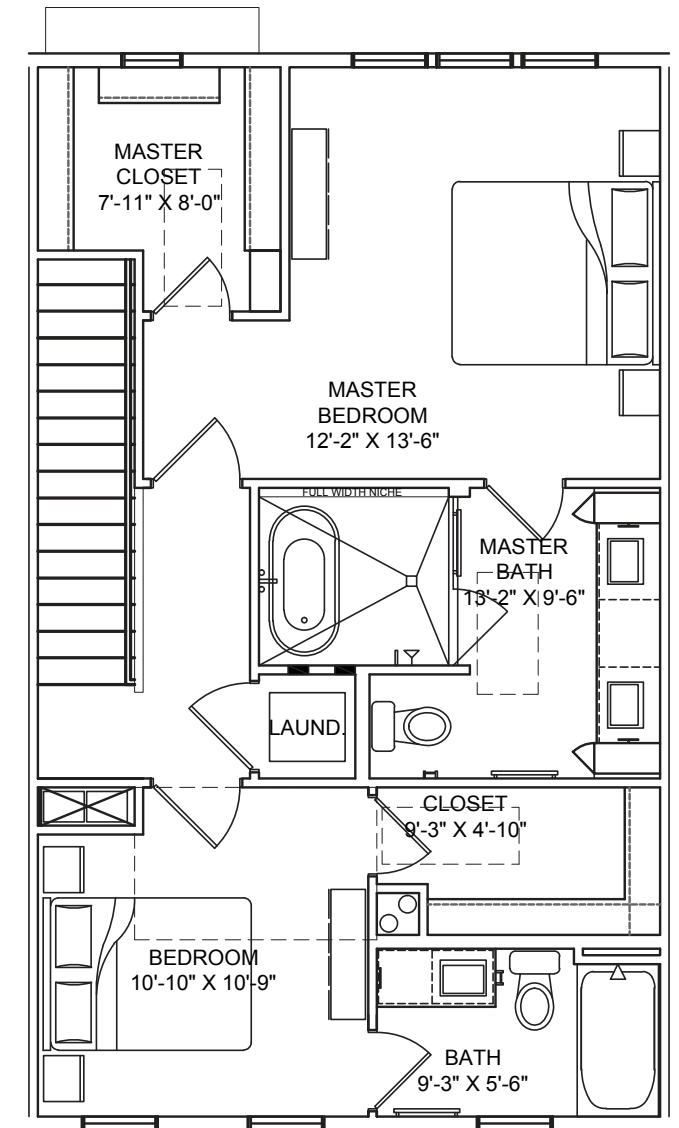 MASTER
CLOSET
7'-11" X 8'-0"
MASTER
BEDROOM
12'-2" X 13'-6"
FULL WIDTH NICHE
MASTER
BATH
13'-2" X 9'-6"
LAUND.
CLOSET
9'-3" X 4'-10"
BEDROOM
10'-10" X 10'-9"
BATH
9'-3" X 5'-6"